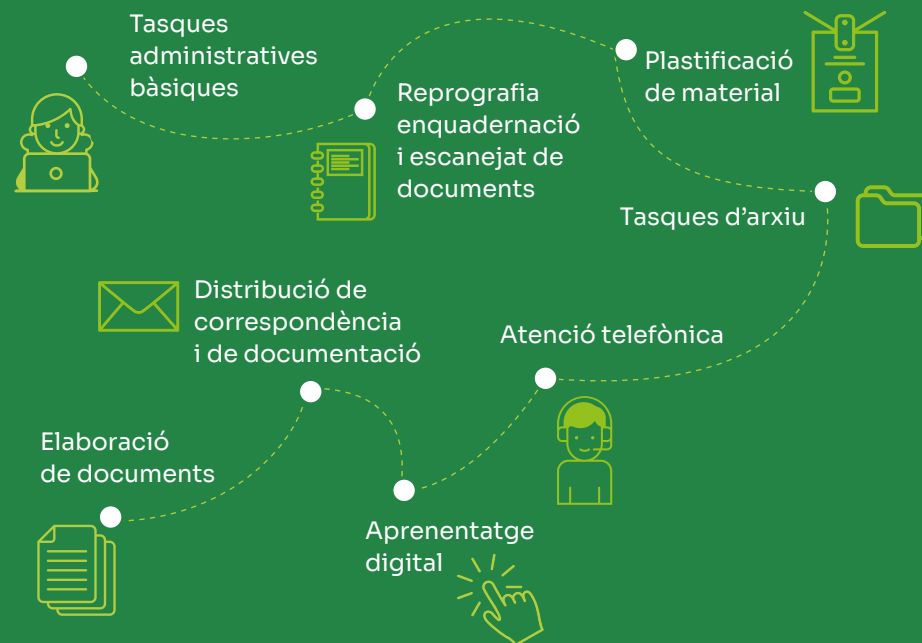 Tasques
administratives
bàsiques
Reprografia
enquadernació
i escanejat de
documents
Plastificació
de material
Tasques d’arxiu
Atenció telefònica
Aprenentatge
digital
Distribució de
correspondència
i de documentació
Elaboració
de documents